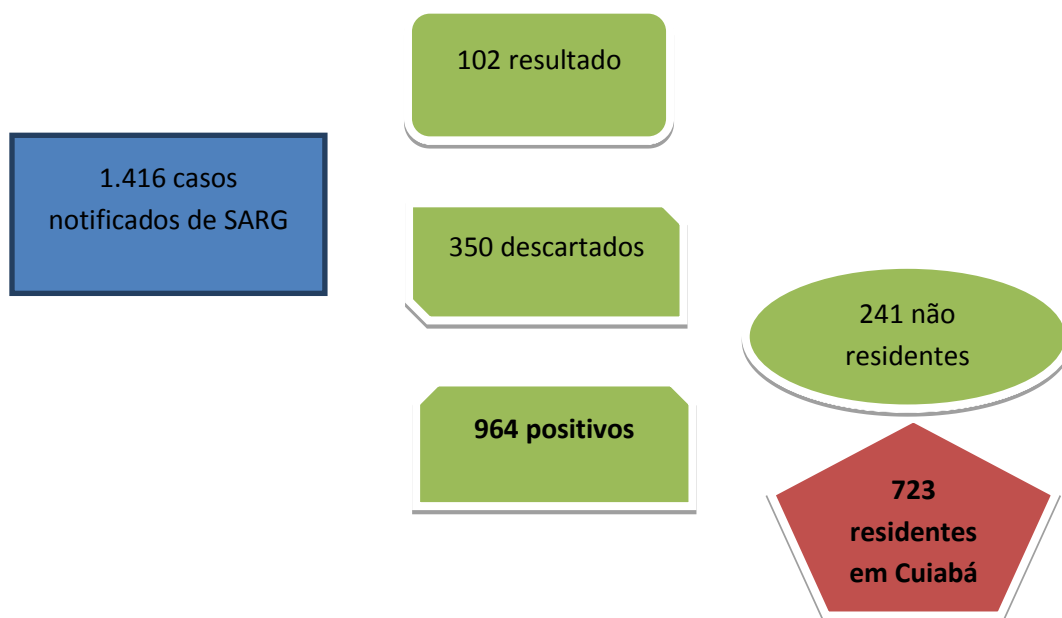 102 resultado
1.416 casos
notificados de SARG
350 descartados
241 não
residentes
964 positivos
723
residentes
em Cuiabá